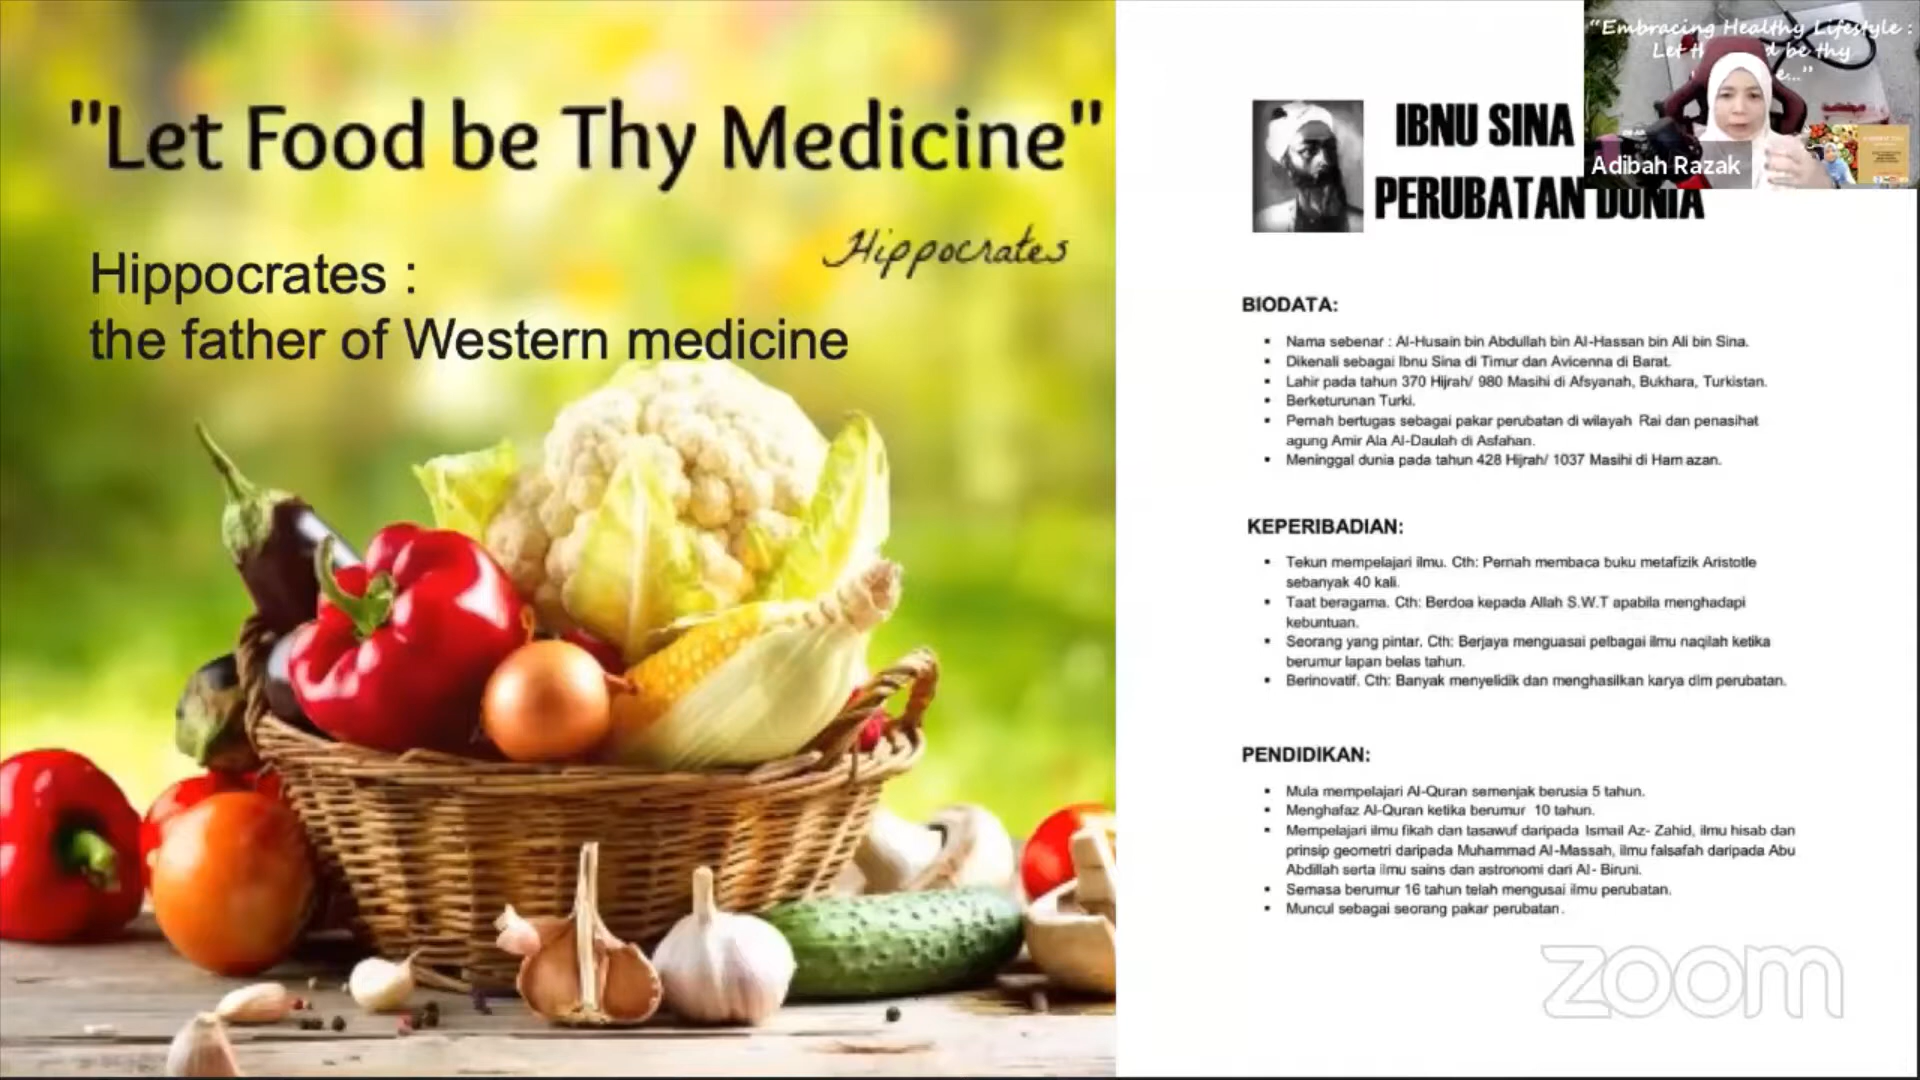 "Let Food be Thy Medicine"
Hippocrates
Hippocrates :
the father of Western medicine
IBNU SINA
PERUBATAN DUNIA
"Embracing Healthy Lifestyle :
Let be thy
Adibah Razak
BIODATA:
▪ Nama sebenar : Al-Husain bin Abdullah bin Al-Hassan bin Ali bin Sina.
▪ Dikenali sebagai Ibnu Sina di Timur dan Avicenna di Barat.
▪ Lahir pada tahun 370 Hijrah/ 980 Masihi di Afsyanah, Bukhara, Turkistan.
▪ Berketurunan Turki.
▪ Pernah bertugas sebagai pakar perubatan di wilayah Rai dan penasihat
agung Amir Ala Al-Daulah di Asfahan.
▪ Meninggal dunia pada tahun 428 Hijrah/ 1037 Masihi di Ham azan.
KEPERIBADIAN:
▪ Tekun mempelajari ilmu. Cth: Pernah membaca buku metafizik Aristotle
sebanyak 40 kali.
▪ Taat beragama. Cth: Berdoa kepada Allah S.W.T apabila menghadapi
kebuntuan.
▪ Seorang yang pintar. Cth: Berjaya menguasai pelbagai ilmu naqilah ketika
berumur lapan belas tahun.
▪ Berinovatif. Cth: Banyak menyelidik dan menghasilkan karya dlm perubatan.
PENDIDIKAN:
▪ Mula mempelajari Al-Quran semenjak berusia 5 tahun.
▪ Menghafaz Al-Quran ketika berumur 10 tahun.
▪ Mempelajari ilmu fikah dan tasawuf daripada Ismail Az- Zahid, ilmu hisab dan
prinsip geometri daripada Muhammad Al-Massah, ilmu falsafah daripada Abu
Abdillah serta ilmu sains dan astronomi dari Al- Biruni.
▪ Semasa berumur 16 tahun telah mengusai ilmu perubatan.
▪ Muncul sebagai seorang pakar perubatan.
zoom